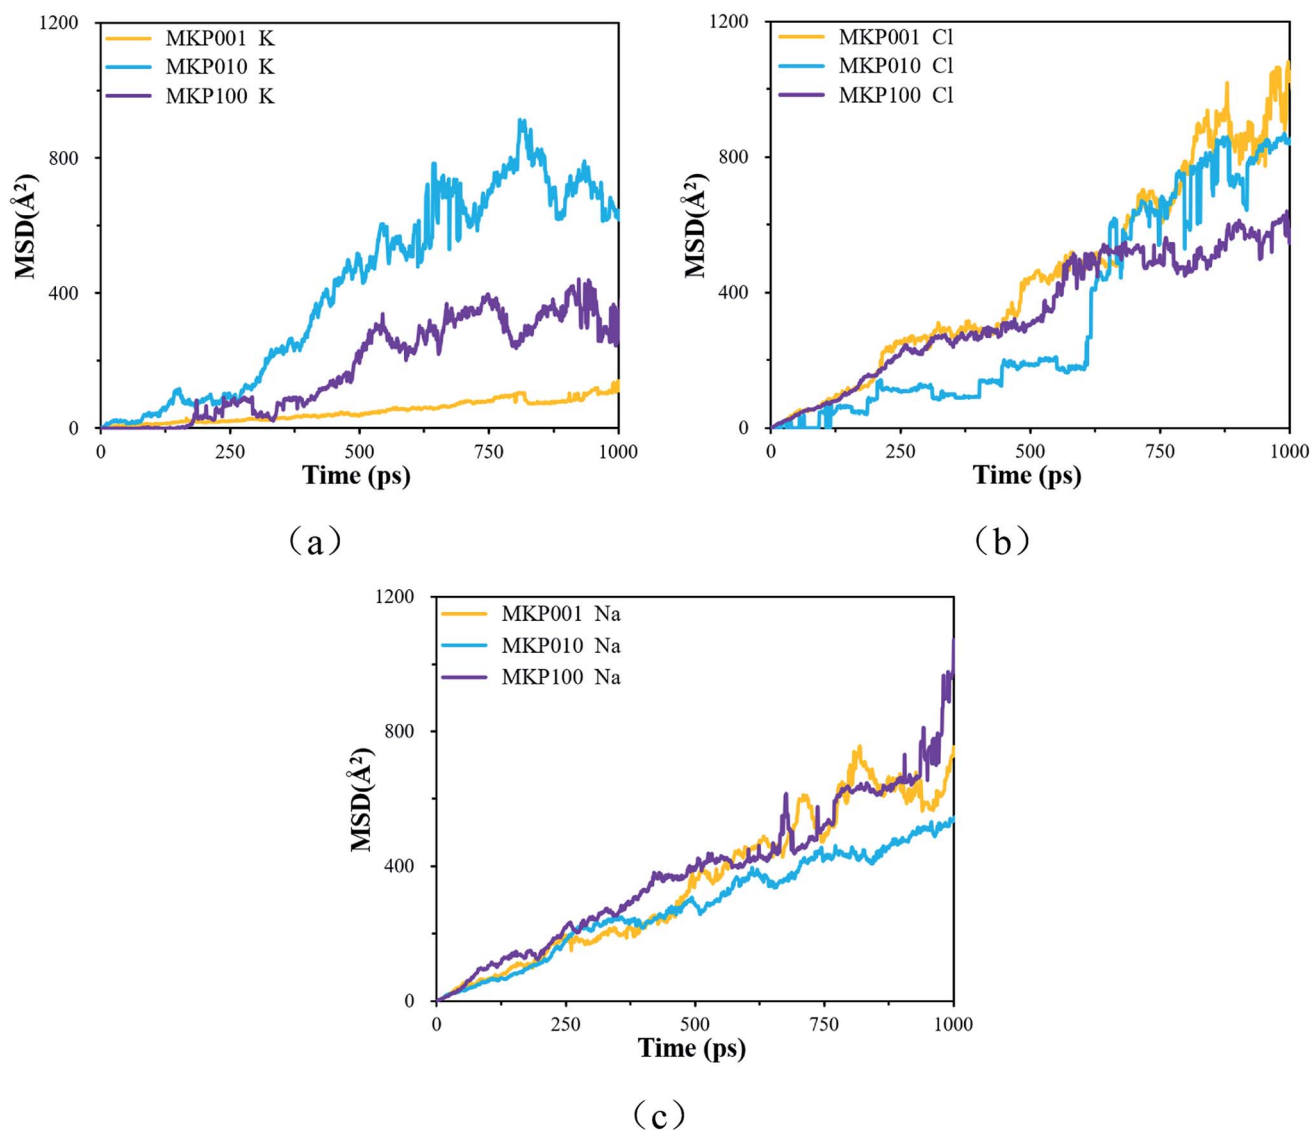 1200
MKP001 K
MKP010 K
MKP100 K
800
MSD(Å²)
400
0
0 250 500 750 1000
Time (ps)
(a)
1200
MKP001 Cl
MKP010 Cl
MKP100 Cl
800
MSD(Å²)
400
0
0 250 500 750 1000
Time (ps)
(b)
1200
MKP001 Na
MKP010 Na
MKP100 Na
800
MSD(Å²)
400
0
0 250 500 750 1000
Time (ps)
(c)